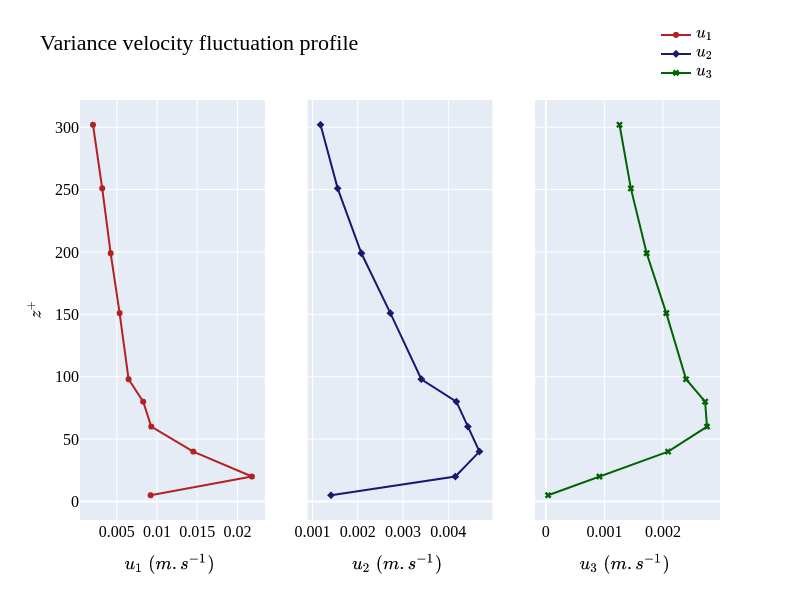 Variance velocity fluctuation profile
u₁
u₂
u₃
300
250
200
150
100
50
0
z⁺
0.005 0.01 0.015 0.02
0.001 0.002 0.003 0.004
0 0.001 0.002
u₁ (m.s⁻¹)
u₂ (m.s⁻¹)
u₃ (m.s⁻¹)